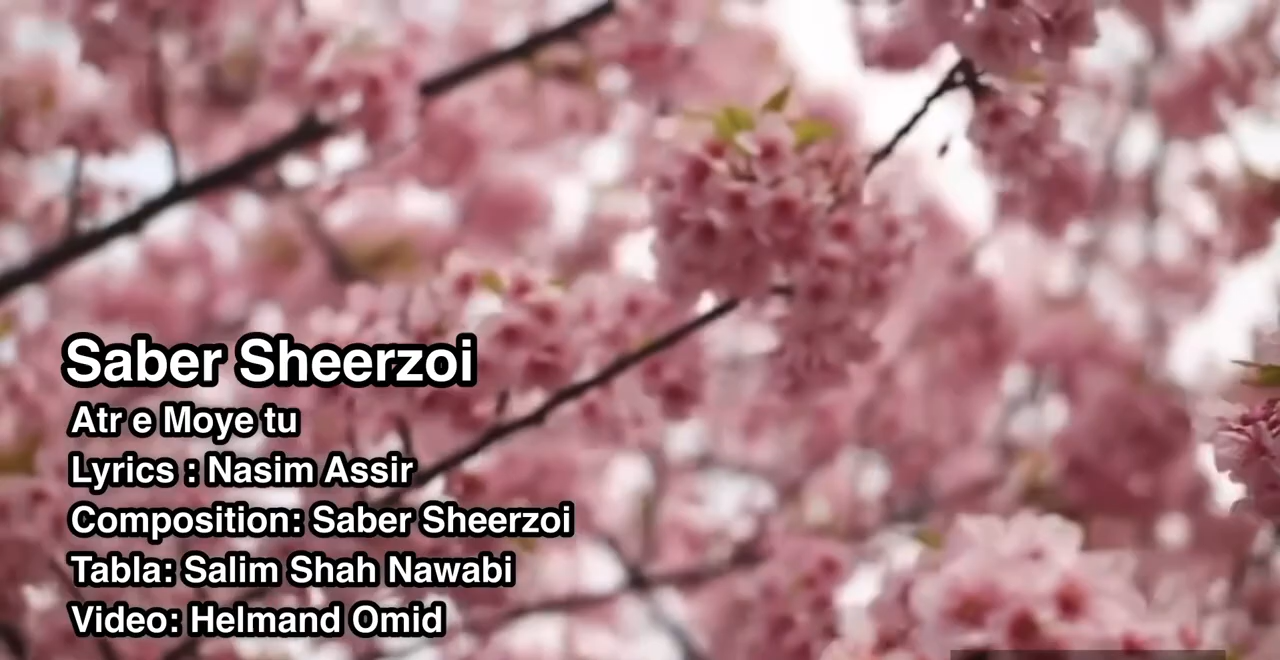 Saber Sheerzoi
Atr e Moye tu
Lyrics : Nasim Assir
Composition: Saber Sheerzoi
Tabla: Salim Shah Nawabi
Video: Helmand Omid